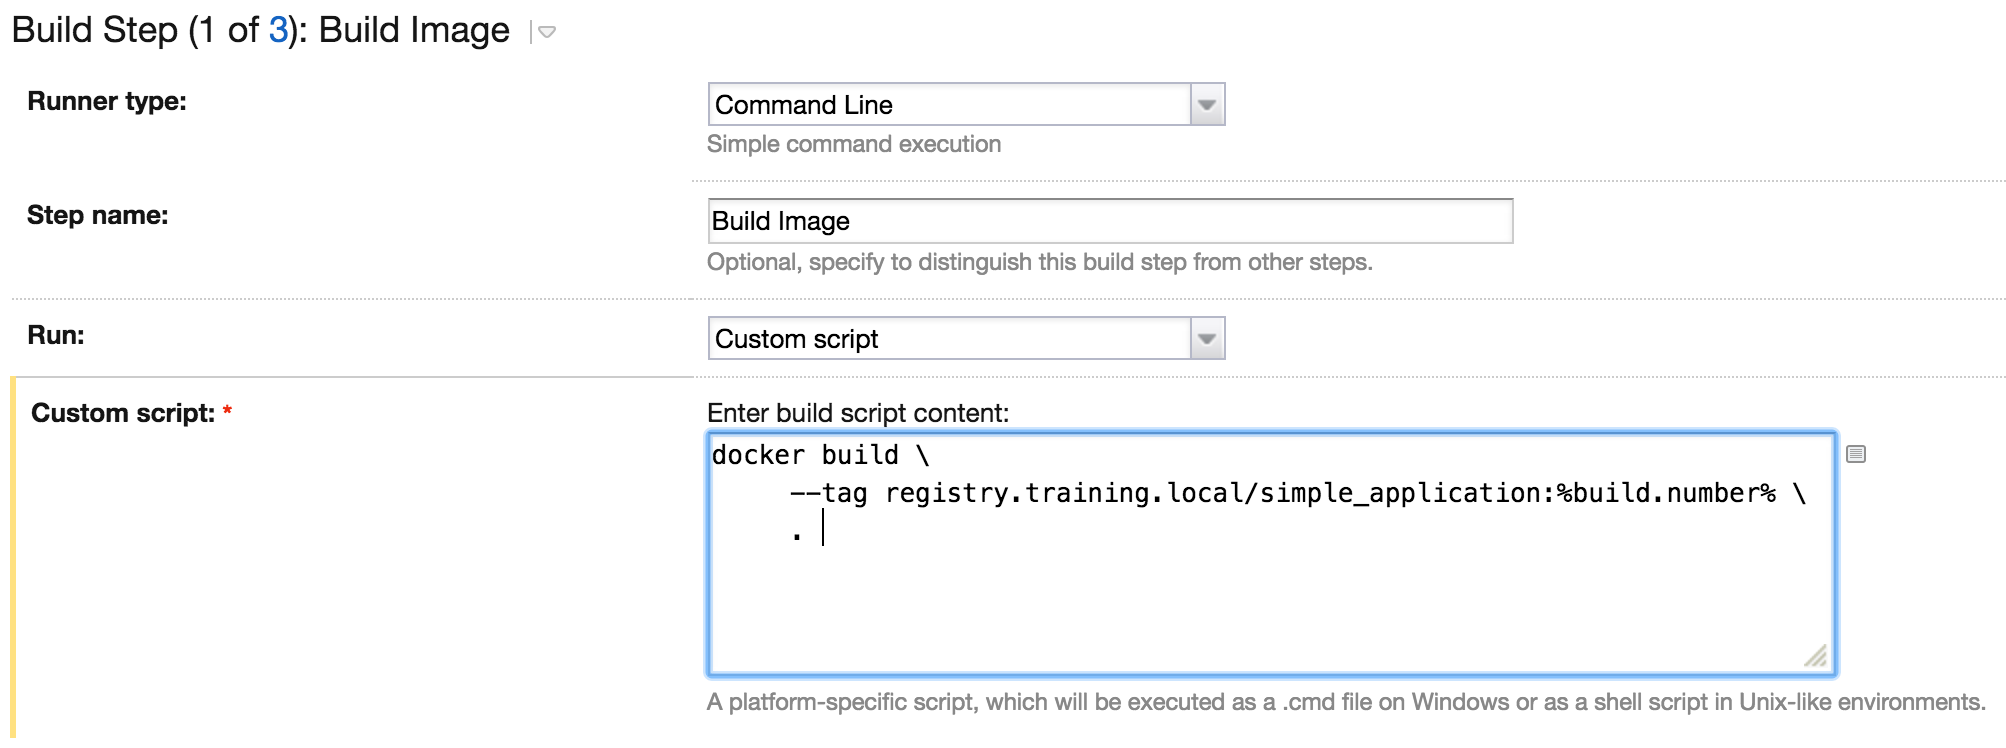 Build Step (1 of 3): Build Image
Runner type:
Command Line
Simple command execution
Step name:
Build Image
Optional, specify to distinguish this build step from other steps.
Run:
Custom script
Custom script: *
Enter build script content:
docker build \
--tag registry.training.local/simple_application:%build.number% \
.
A platform-specific script, which will be executed as a .cmd file on Windows or as a shell script in Unix-like environments.